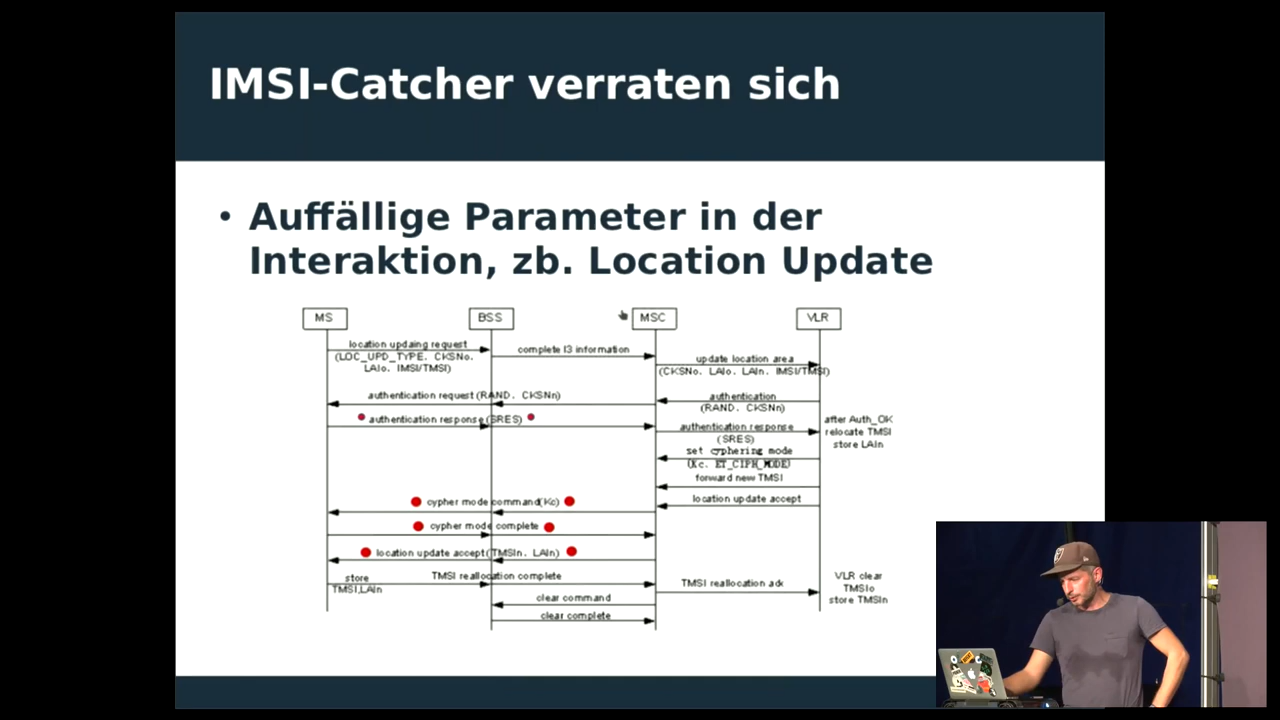 IMSI-Catcher verraten sich
• Auffällige Parameter in der
Interaktion, zb. Location Update
MS
BSS
MSC
VLR
location updaing request
(LOC_UPD_TYPE. CKSNo.
LAIo. IMSI/TMSI)
complete l3 information
update location area
(CKSNo. LAIo. LAIn. IMSI/TMSI)
authentication request (RAND. CKSNn)
authentication
(RAND. CKSNn)
authentication response (SRES)
authentication response
(SRES)
after Auth_OK
relocate TMSI
store LAIn
set cyphering mode
(Kc. ET_CIPH_MODE)
forward new TMSI
cypher mode command(Kc)
location update accept
cypher mode complete
location update accept(TMSIn. LAIn)
store
TMSI,LAIn
TMSI reallocation complete
TMSI reallocation ack
VLR clear
TMSIo
store TMSIn
clear command
clear complete